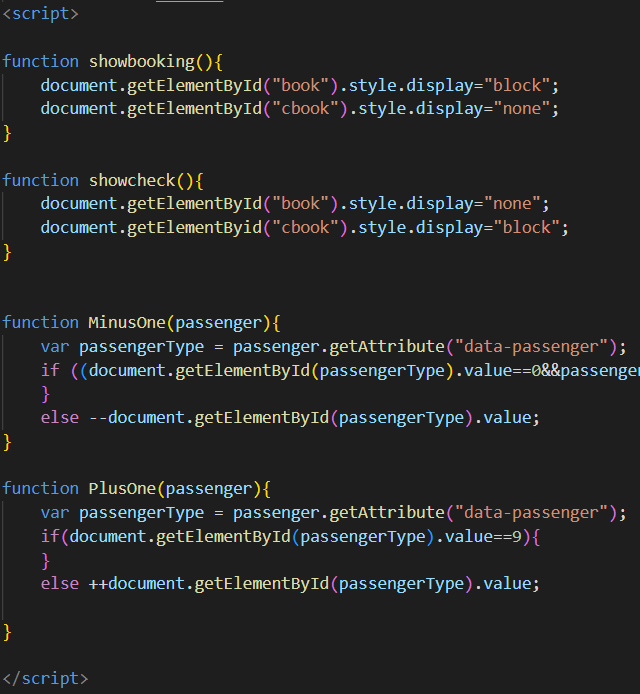 <script>
function showbooking(){
    document.getElementById("book").style.display="block";
    document.getElementById("cbook").style.display="none";
}
function showcheck(){
    document.getElementById("book").style.display="none";
    document.getElementByid("cbook").style.display="block";
}
function MinusOne(passenger){
    var passengerType = passenger.getAttribute("data-passenger");
    if ((document.getElementById(passengerType).value==0&&passenger
    }
    else --document.getElementById(passengerType).value;
}
function PlusOne(passenger){
    var passengerType = passenger.getAttribute("data-passenger");
    if(document.getElementById(passengerType).value==9){
    }
    else ++document.getElementById(passengerType).value;
}
</script>